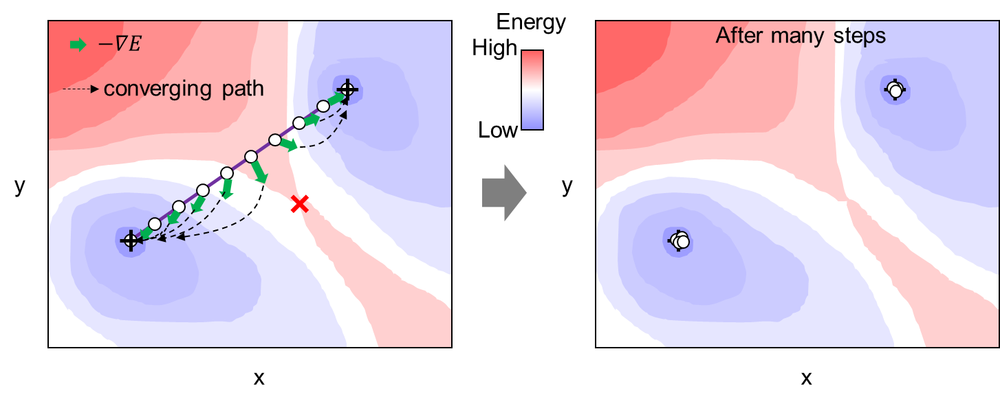 −∇E
converging path
y
x
Energy
High
Low
After many steps
y
x